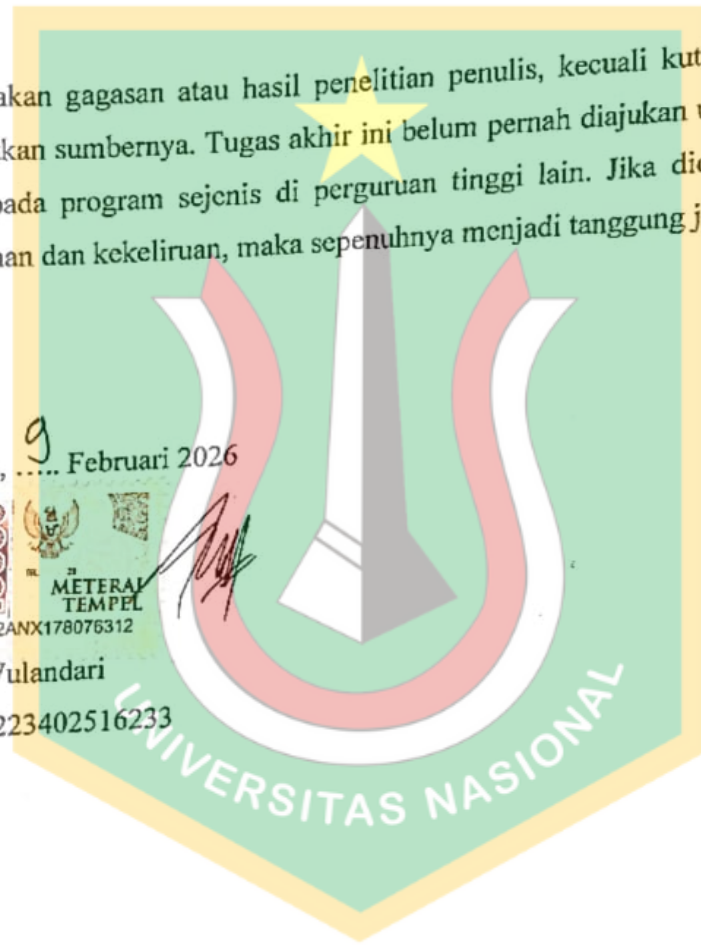 akan gagasan atau hasil penelitian penulis, kecuali kut
kan sumbernya. Tugas akhir ini belum pernah diajukan u
pada program sejenis di perguruan tinggi lain. Jika di
an dan kekeliruan, maka sepenuhnya menjadi tanggung j
, 9 ..... Februari 2026
METERAI
TEMPEL
ANX178076312
Wulandari
223402516233
UNIVERSITAS NASIONAL